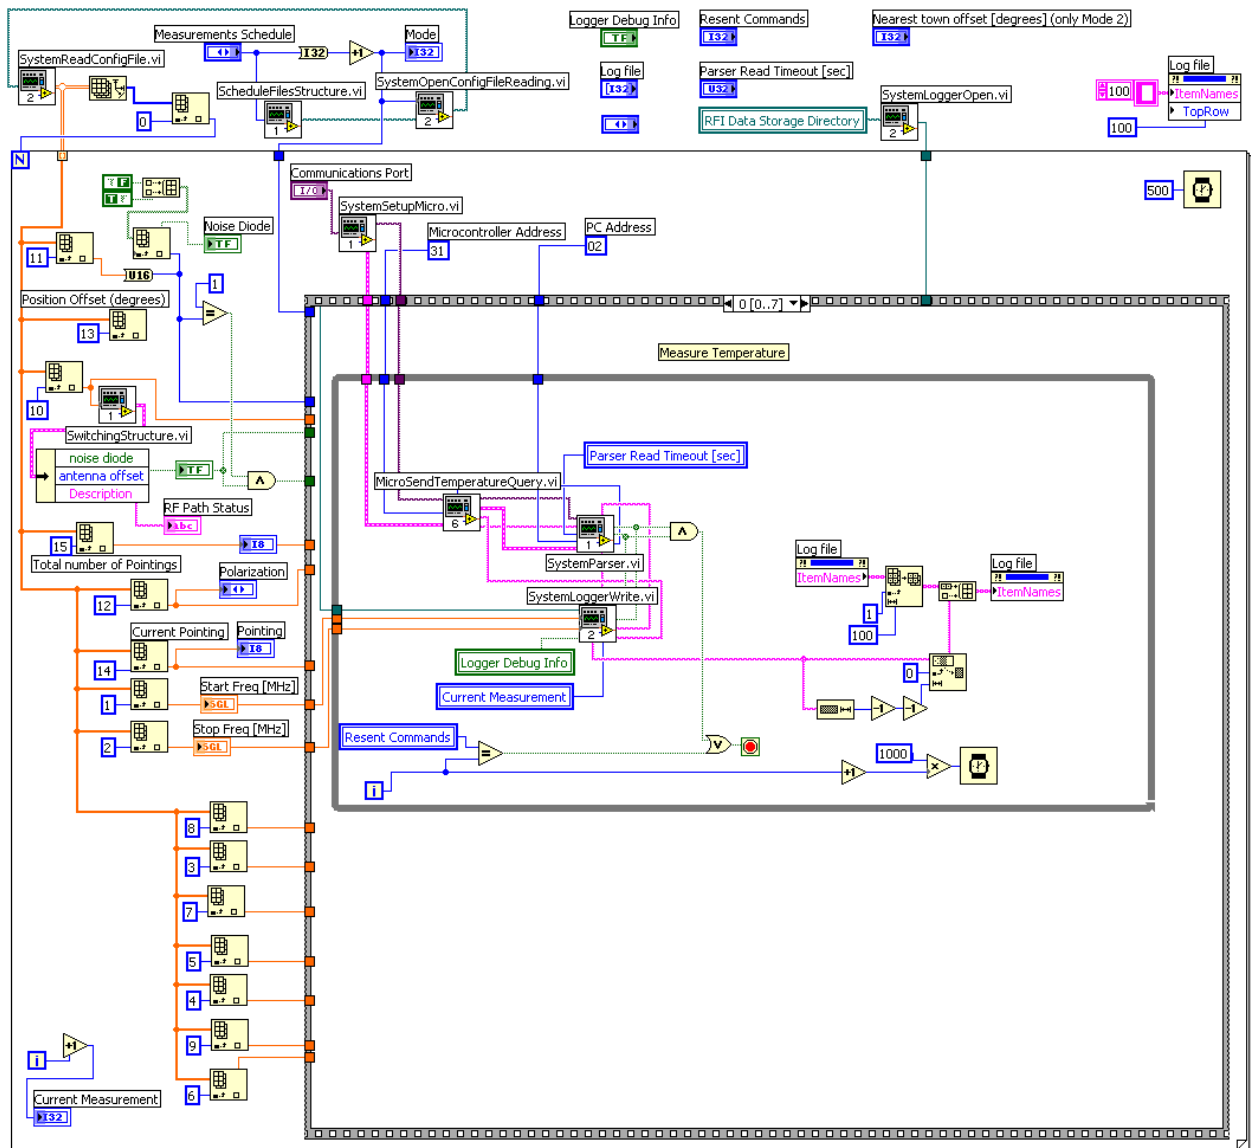 Measurements Schedule
Mode
Logger Debug Info
Resent Commands
Nearest town offset [degrees] (only Mode 2)
I32
+1
I32
TF
I32
I32
SystemReadConfigFile.vi
SystemOpenConfigFileReading.vi
Log file
Parser Read Timeout [sec]
Log file
2
ScheduleFilesStructure.vi
[I32]
U32
SystemLoggerOpen.vi
100
ItemNames
TopRow
0
1
2
RFI Data Storage Directory
2
100
N
Communications Port
I/O
500
SystemSetupMicro.vi
F
T
Noise Diode
TF
1
Microcontroller Address
31
PC Address
02
11
U16
1
Position Offset (degrees)
=
0 [0..7]
13
Measure Temperature
10
1
SwitchingStructure.vi
noise diode
antenna offset
Description
TF
Parser Read Timeout [sec]
MicroSendTemperatureQuery.vi
6
1
RF Path Status
abc
SystemParser.vi
15
I8
Total number of Pointings
Log file
ItemNames
Log file
ItemNames
12
Polarization
SystemLoggerWrite.vi
2
1
100
Current Pointing
Pointing
I8
14
Logger Debug Info
0
Start Freq [MHz]
1
SGL
Current Measurement
-1
-1
Stop Freq [MHz]
2
SGL
Resent Commands
=
V
1000
i
+1
x
8
3
7
5
4
9
6
+1
i
Current Measurement
I32